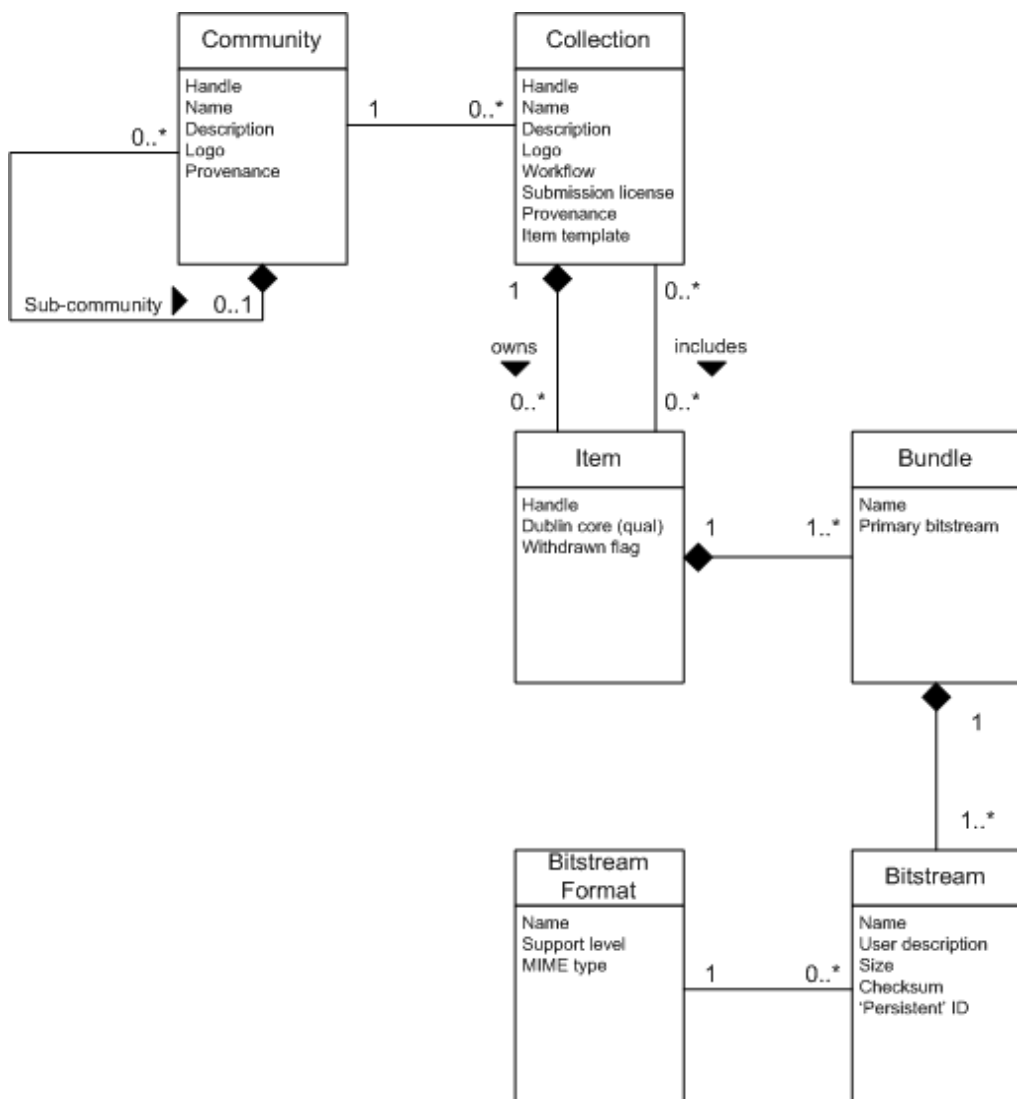 Community
Handle
Name
Description
Logo
Provenance
Collection
Handle
Name
Description
Logo
Workflow
Submission license
Provenance
Item template
1
0..*
0..*
Sub-community
0..1
1
0..*
owns
includes
0..*
0..*
Item
Handle
Dublin core (qual)
Withdrawn flag
Bundle
Name
Primary bitstream
1
1..*
1
1..*
Bitstream
Format
Name
Support level
MIME type
Bitstream
Name
User description
Size
Checksum
‘Persistent’ ID
1
0..*